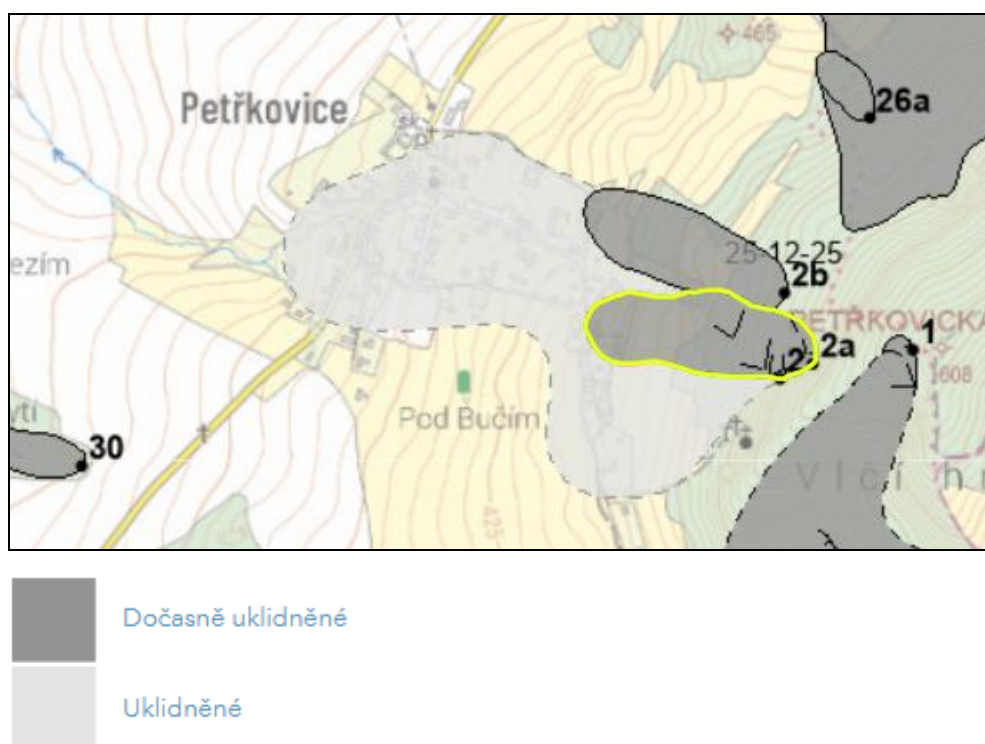 465
Petřkovice
26a
25-12-25
2b
ezím
PETŘKOVICKÁ
1
2a
608
Pod Bučím
30
Vlčí h
425
Dočasně uklidněné
Uklidněné